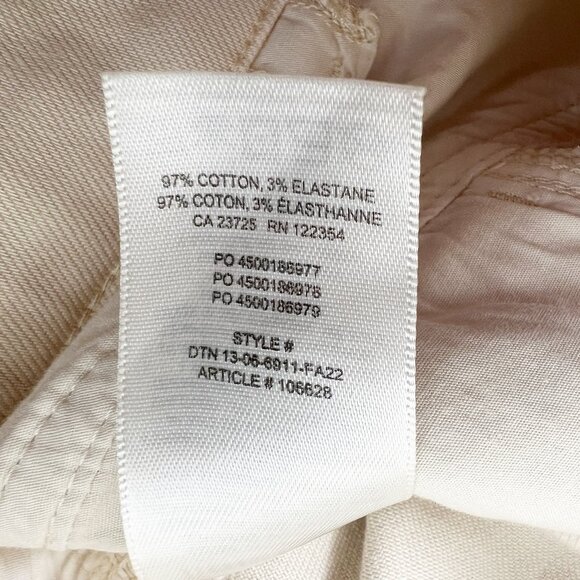 97% COTTON, 3% ELASTANE
97% COTON, 3% ÉLASTHANNE
CA 23725 RN 122354
PO 4500186977
PO 4500186978
PO 4500186979
STYLE #
DTN 13-06-6911-FA22
ARTICLE # 106628